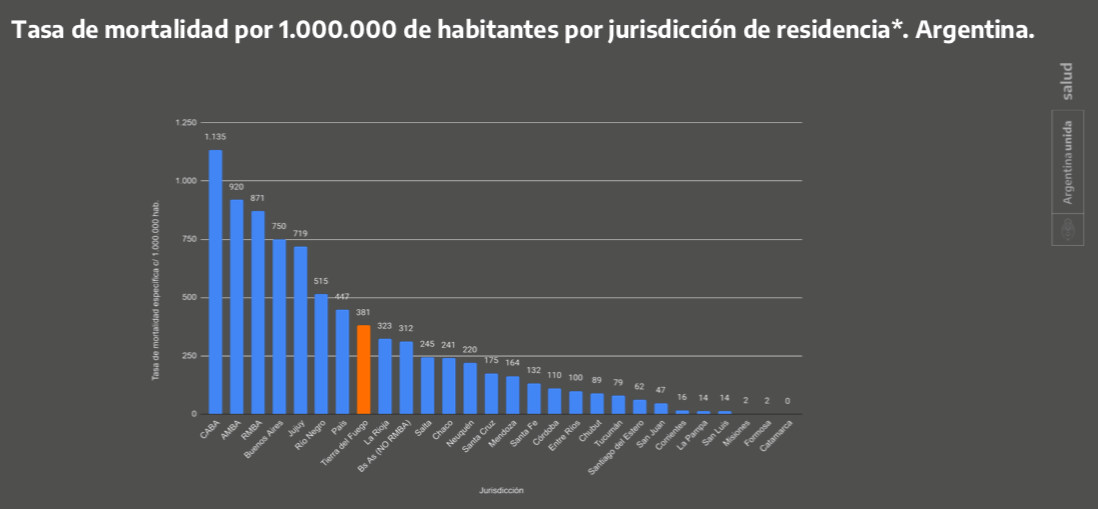 Tasa de mortalidad por 1.000.000 de habitantes por jurisdicción de residencia*. Argentina.
salud
Argentina unida
Tasa de mortalidad específica c/ 1.000.000 hab.
1.250
1.000
750
500
250
0
1.135
920
871
750
719
515
447
381
323
312
245
241
220
175
164
132
110
100
89
79
62
47
16
14
14
2
2
0
CABA
AMBA
RMBA
Buenos Aires
Jujuy
Río Negro
País
Tierra del Fuego
La Rioja
Bs As (NO RMBA)
Salta
Chaco
Neuquén
Santa Cruz
Mendoza
Santa Fe
Córdoba
Entre Ríos
Chubut
Tucumán
Santiago del Estero
San Juan
Corrientes
La Pampa
San Luis
Misiones
Formosa
Catamarca
Jurisdicción